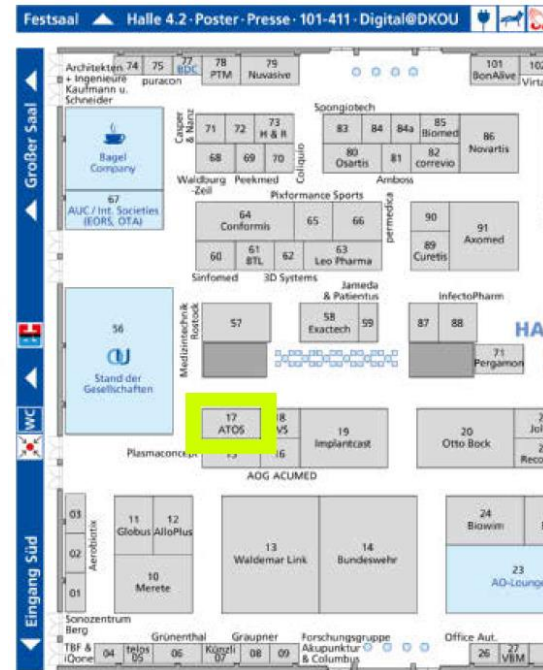 Festsaal ▲ Halle 4.2 · Poster · Presse · 101-411 · Digital@DKOU
Großer Saal
WC
Eingang Süd
Architekten
+ Ingenieure
Kaufmann u.
Schneider
74
75
puracon
77
BDC
78
PTM
79
Nuvasive
101
BonAlive
102
Bagel
Company
67
AUC / Int. Societies
(EORS, OTA)
Casper
& Nanz
71
72
73
H & R
68
69
70
Coliquio
Waldburg
-Zeil
Peekmed
Spongiotech
83
84
84a
85
Biomed
86
Novartis
80
Osartis
81
82
correvio
Amboss
Pixformance Sports
64
Conformis
65
66
permedica
60
61
BTL
62
63
Leo Pharma
Sinfomed
3D Systems
90
89
Curetis
91
Axomed
56
Stand der
Gesellschaften
Medizintechnik
Rostock
57
Jameda
& Patientus
58
Exactech
59
InfectoPharm
87
88
71
Pergamon
HA
17
ATOS
19
Implantcast
16
Plasmaconcept
AOG ACUMED
20
Otto Bock
03
02
01
Aerobiotix
11
Globus
12
AlloPlus
10
Merete
13
Waldemar Link
14
Bundeswehr
24
Biowim
23
AO-Lounge
Sonozentrum
Berg
TBF &
iQone
04
telos
05
Grünenthal
06
Künzli
07
Graupner
08
09
Forschungsgruppe
Akupunktur
& Columbus
Office Aut.
26
27
VBM